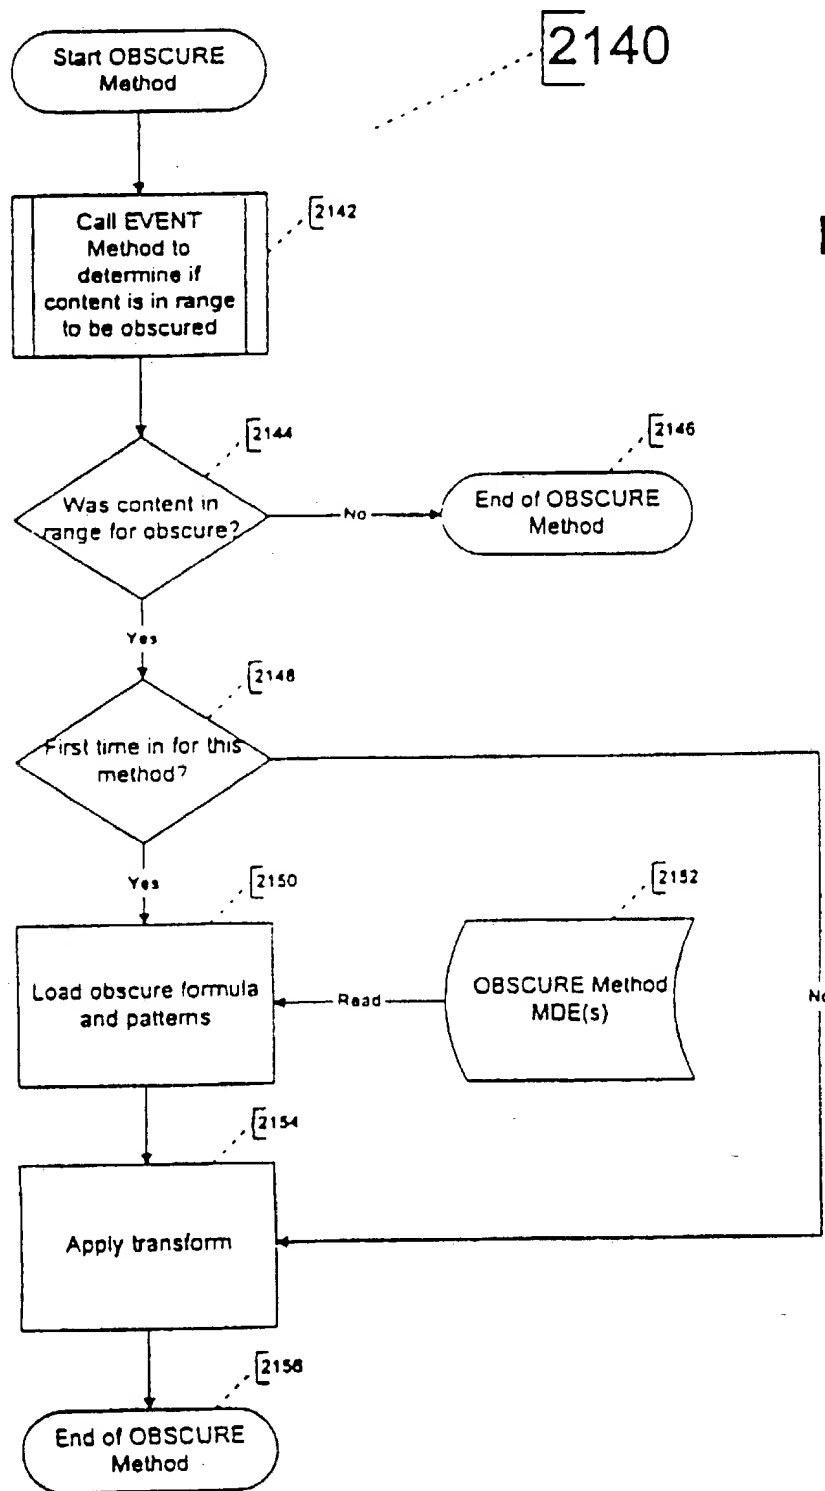 2140
Start OBSCURE
Method
2142
Call EVENT
Method to
determine if
content is in range
to be obscured
2144
Was content in
range for obscure?
No
2146
End of OBSCURE
Method
Yes
2148
First time in for this
method?
Yes
No
2150
Load obscure formula
and patterns
Read
2152
OBSCURE Method
MDE(s)
2154
Apply transform
2156
End of OBSCURE
Method